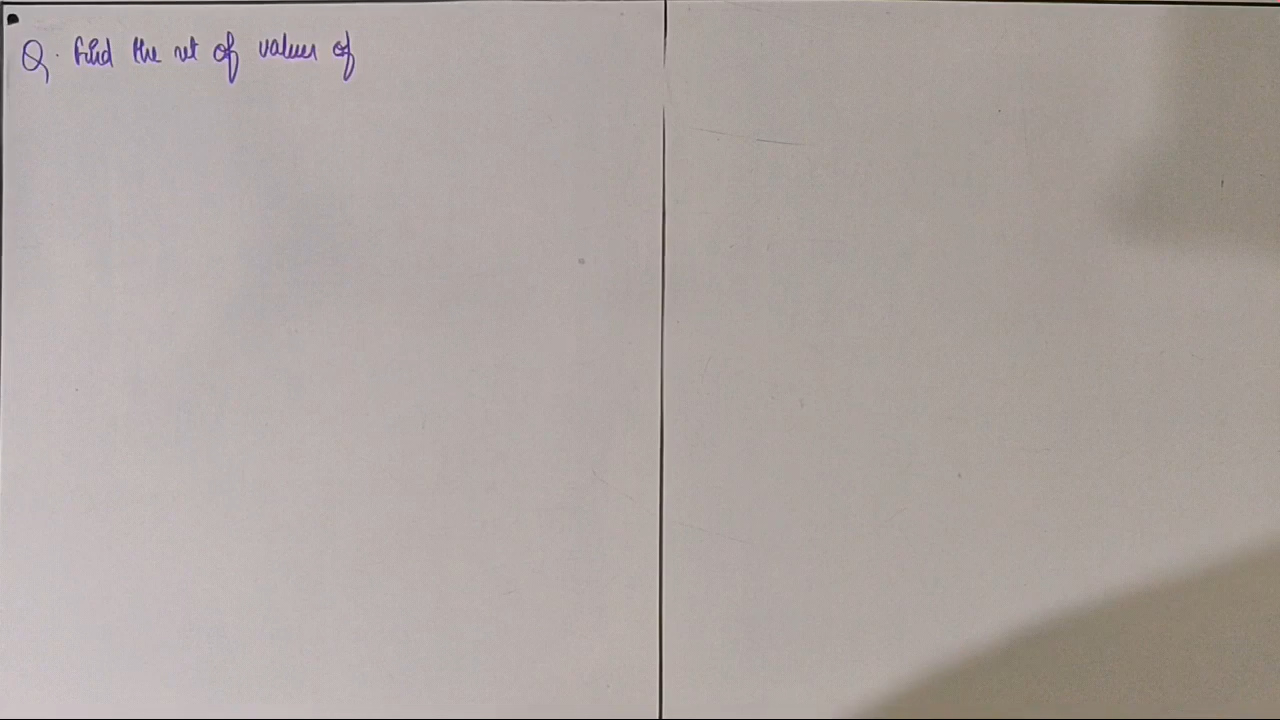 Q. Find the set of values of